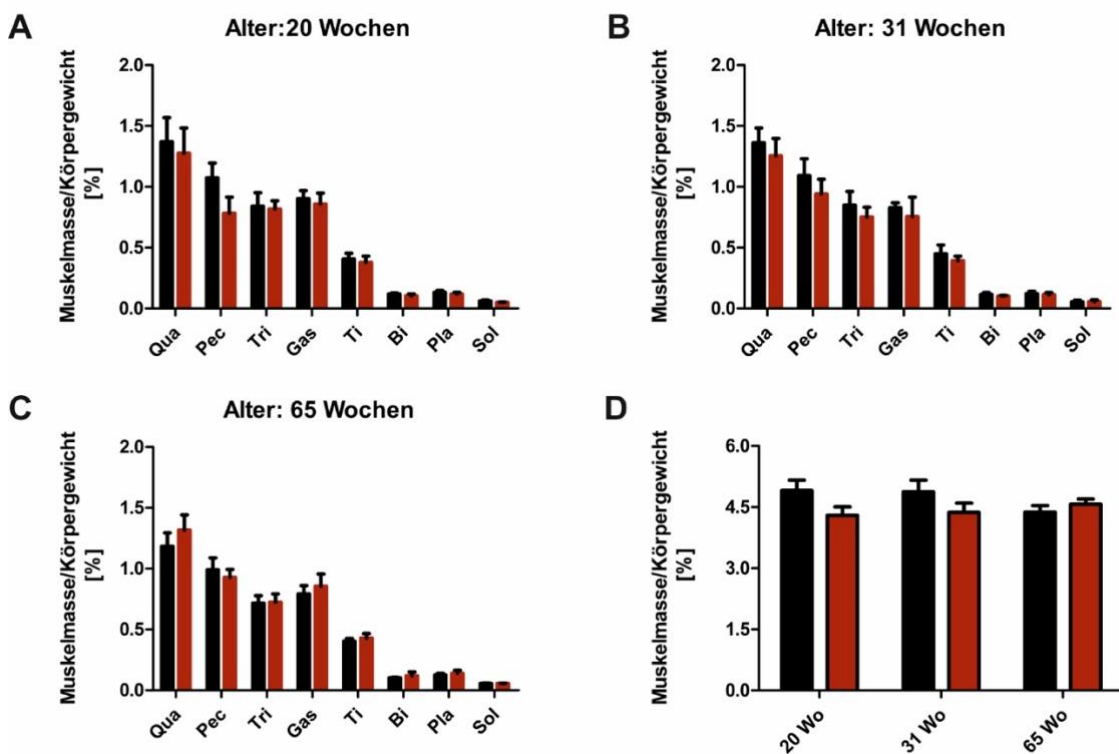 A
Alter:20 Wochen
Muskelmasse/Körpergewicht
[%]
2.0
1.5
1.0
0.5
0.0
Qua
Pec
Tri
Gas
Ti
Bi
Pla
Sol
B
Alter: 31 Wochen
Muskelmasse/Körpergewicht
[%]
2.0
1.5
1.0
0.5
0.0
Qua
Pec
Tri
Gas
Ti
Bi
Pla
Sol
C
Alter: 65 Wochen
Muskelmasse/Körpergewicht
[%]
2.0
1.5
1.0
0.5
0.0
Qua
Pec
Tri
Gas
Ti
Bi
Pla
Sol
D
Muskelmasse/Körpergewicht
[%]
6.0
4.5
3.0
1.5
0.0
20 Wo
31 Wo
65 Wo